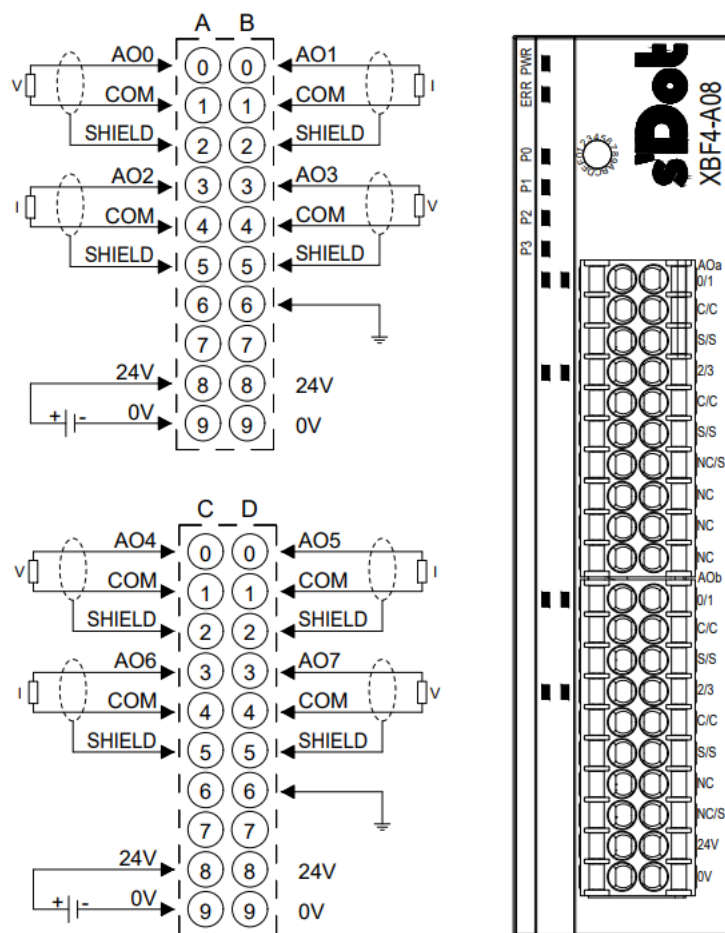 A B
AO0 0 0 AO1
V COM 1 1 COM I
SHIELD 2 2 SHIELD
AO2 3 3 AO3
I COM 4 4 COM V
SHIELD 5 5 SHIELD
6 6
7 7
24V 8 8 24V
+ - 0V 9 9 0V
C D
AO4 0 0 AO5
V COM 1 1 COM I
SHIELD 2 2 SHIELD
AO6 3 3 AO7
I COM 4 4 COM V
SHIELD 5 5 SHIELD
6 6
7 7
24V 8 8 24V
+ - 0V 9 9 0V
PWR
ERR
P0
P1
P2
P3
0123456789ABCDEF
s'Dot
XBF4-A08
AOa
0/1
C/C
S/S
2/3
C/C
S/S
NC/S
NC
NC
NC
AOb
0/1
C/C
S/S
2/3
C/C
S/S
NC
NC/S
24V
0V